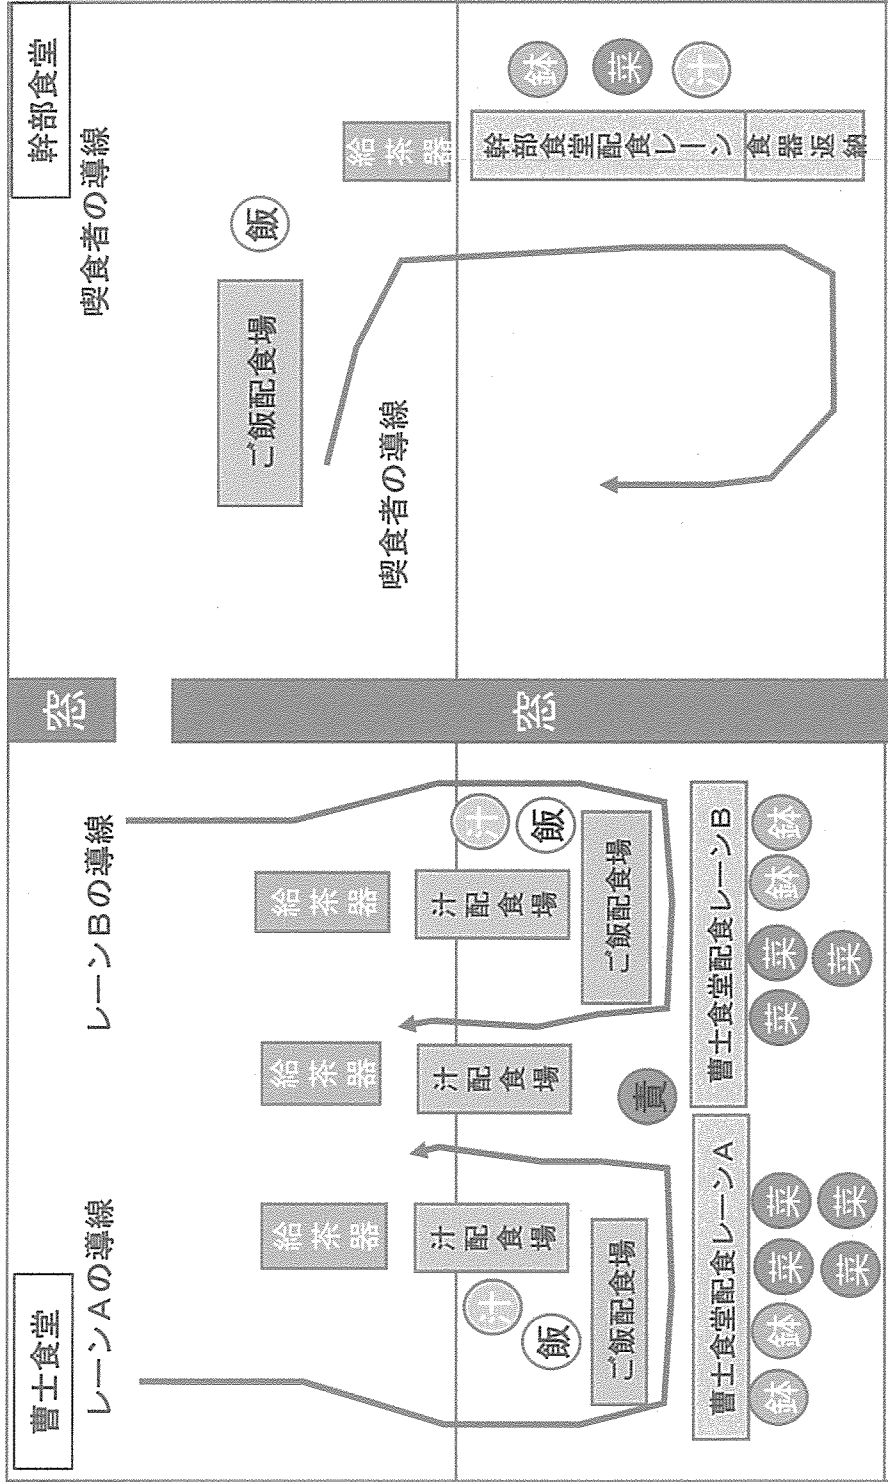 曹士食堂
レーンAの導線
レーンBの導線
給茶器
給茶器
給茶器
汁配食場
汁配食場
汁配食場
汁
飯
汁
飯
ご飯配食場
ご飯配食場
責
曹士食堂配食レーンA
曹士食堂配食レーンB
鉢
鉢
菜
菜
菜
菜
菜
菜
菜
鉢
鉢
窓
窓
幹部食堂
喫食者の導線
ご飯配食場
飯
給茶器
喫食者の導線
幹部食堂配食レーン
食器返納
鉢
菜
汁